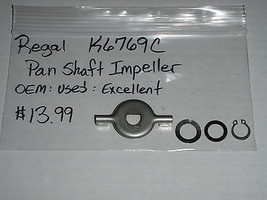 Regal K6769C
Pan Shaft Impeller
OEM: used: Excellent
$13.99